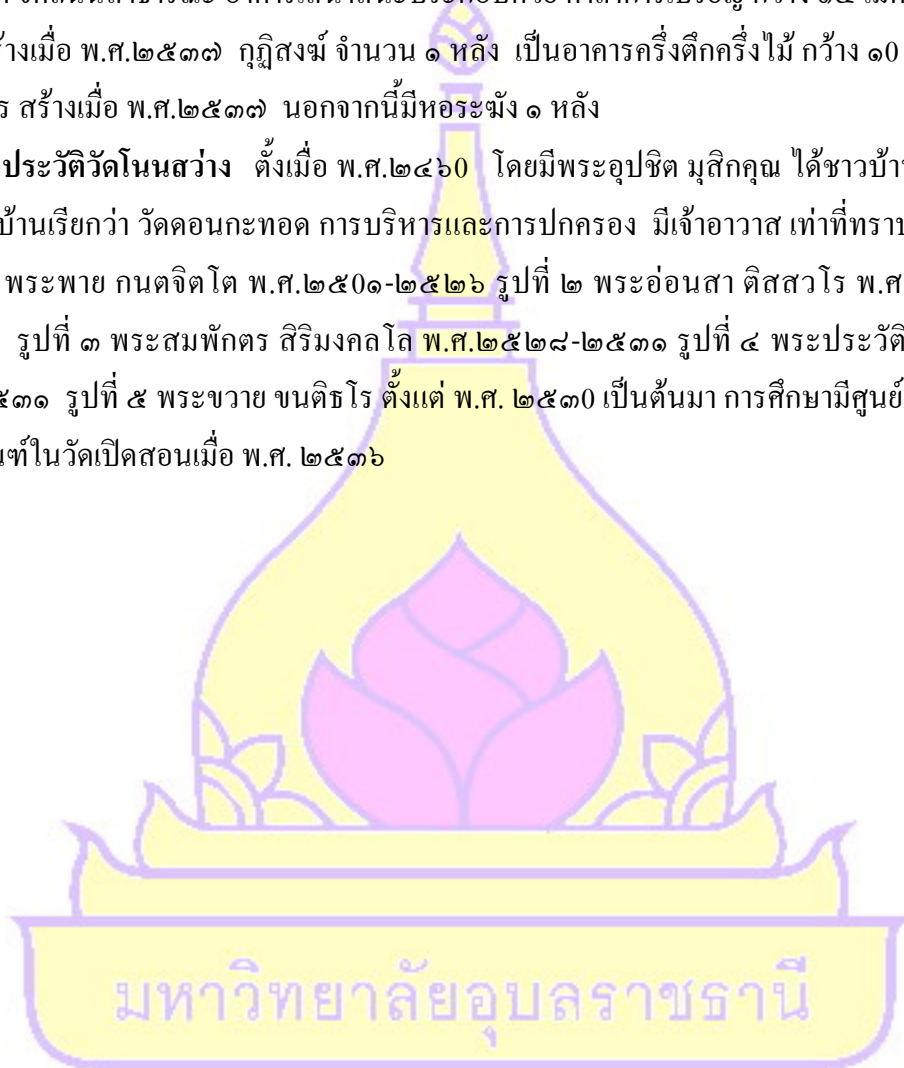 สร้างเมื่อ พ.ศ.๒๕๓๗ กุฏิสงฆ์ จำนวน ๑ หลัง เป็นอาคารครึ่งตึกครึ่งไม้ กว้าง ๑๐
สร้างเมื่อ พ.ศ.๒๕๓๗ นอกจากนี้มีหอระฆัง ๑ หลัง
ประวัติวัดโนนสว่าง ตั้งเมื่อ พ.ศ.๒๔๖๐ โดยมีพระอุปชิต มุสิกคุณ ได้ชาวบ้าน
บ้านเรียกว่า วัดดอนกะทอด การบริหารและการปกครอง มีเจ้าอาวาส เท่าที่ทราบ
พระพาย กนตจิตโต พ.ศ.๒๕๐๑-๒๕๒๖ รูปที่ ๒ พระอ่อนสา ติสสวโร พ.ศ
รูปที่ ๓ พระสมพักตร สิริมงคลโล พ.ศ.๒๕๒๘-๒๕๓๑ รูปที่ ๔ พระประวัติ
๕๓๑ รูปที่ ๕ พระขวาย ขนติธโร ตั้งแต่ พ.ศ. ๒๕๓๐ เป็นต้นมา การศึกษามีศูนย์
ณฑ์ในวัดเปิดสอนเมื่อ พ.ศ. ๒๕๓๖
มหาวิทยาลัยอุบลราชธานี